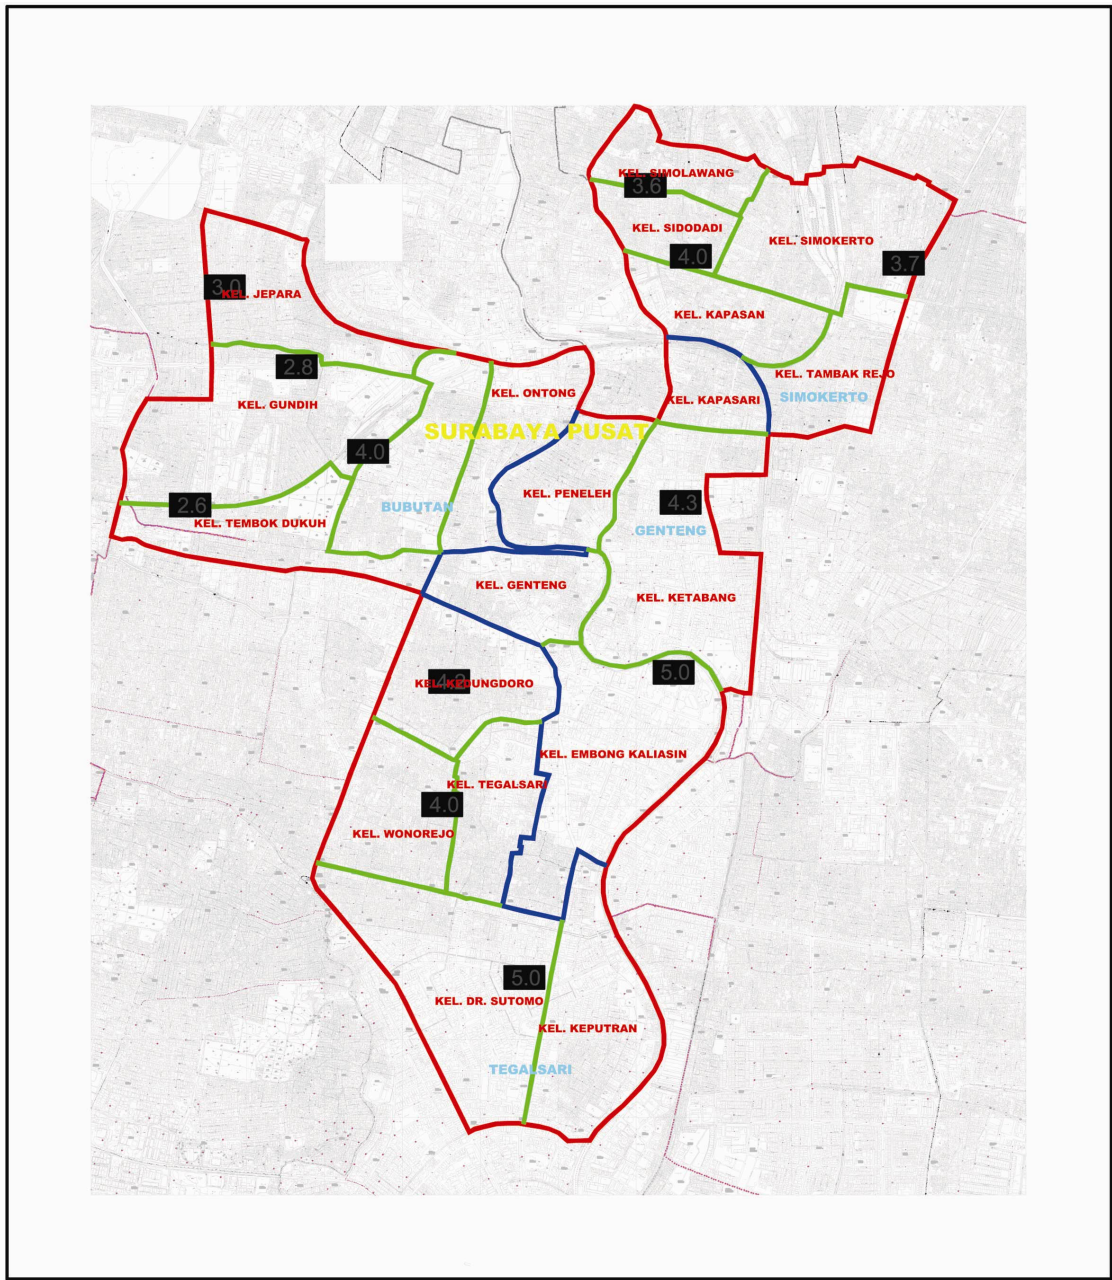 KEL. SIMOLAWANG
3.6
KEL. SIDODADI
KEL. SIMOKERTO
4.0
3.7
3.0
KEL. JEPARA
KEL. KAPASAN
2.8
KEL. TAMBAK REJO
KEL. ONTONG
SIMOKERTO
KEL. KAPASARI
KEL. GUNDIH
SURABAYA PUSAT
4.0
KEL. PENELEH
4.3
2.6
BUBUTAN
KEL. TEMBOK DUKUH
GENTENG
KEL. GENTENG
KEL. KETABANG
5.0
KEL. KEDUNGDORO
KEL. EMBONG KALIASIN
KEL. TEGALSARI
4.0
KEL. WONOREJO
5.0
KEL. DR. SUTOMO
KEL. KEPUTRAN
TEGALSARI